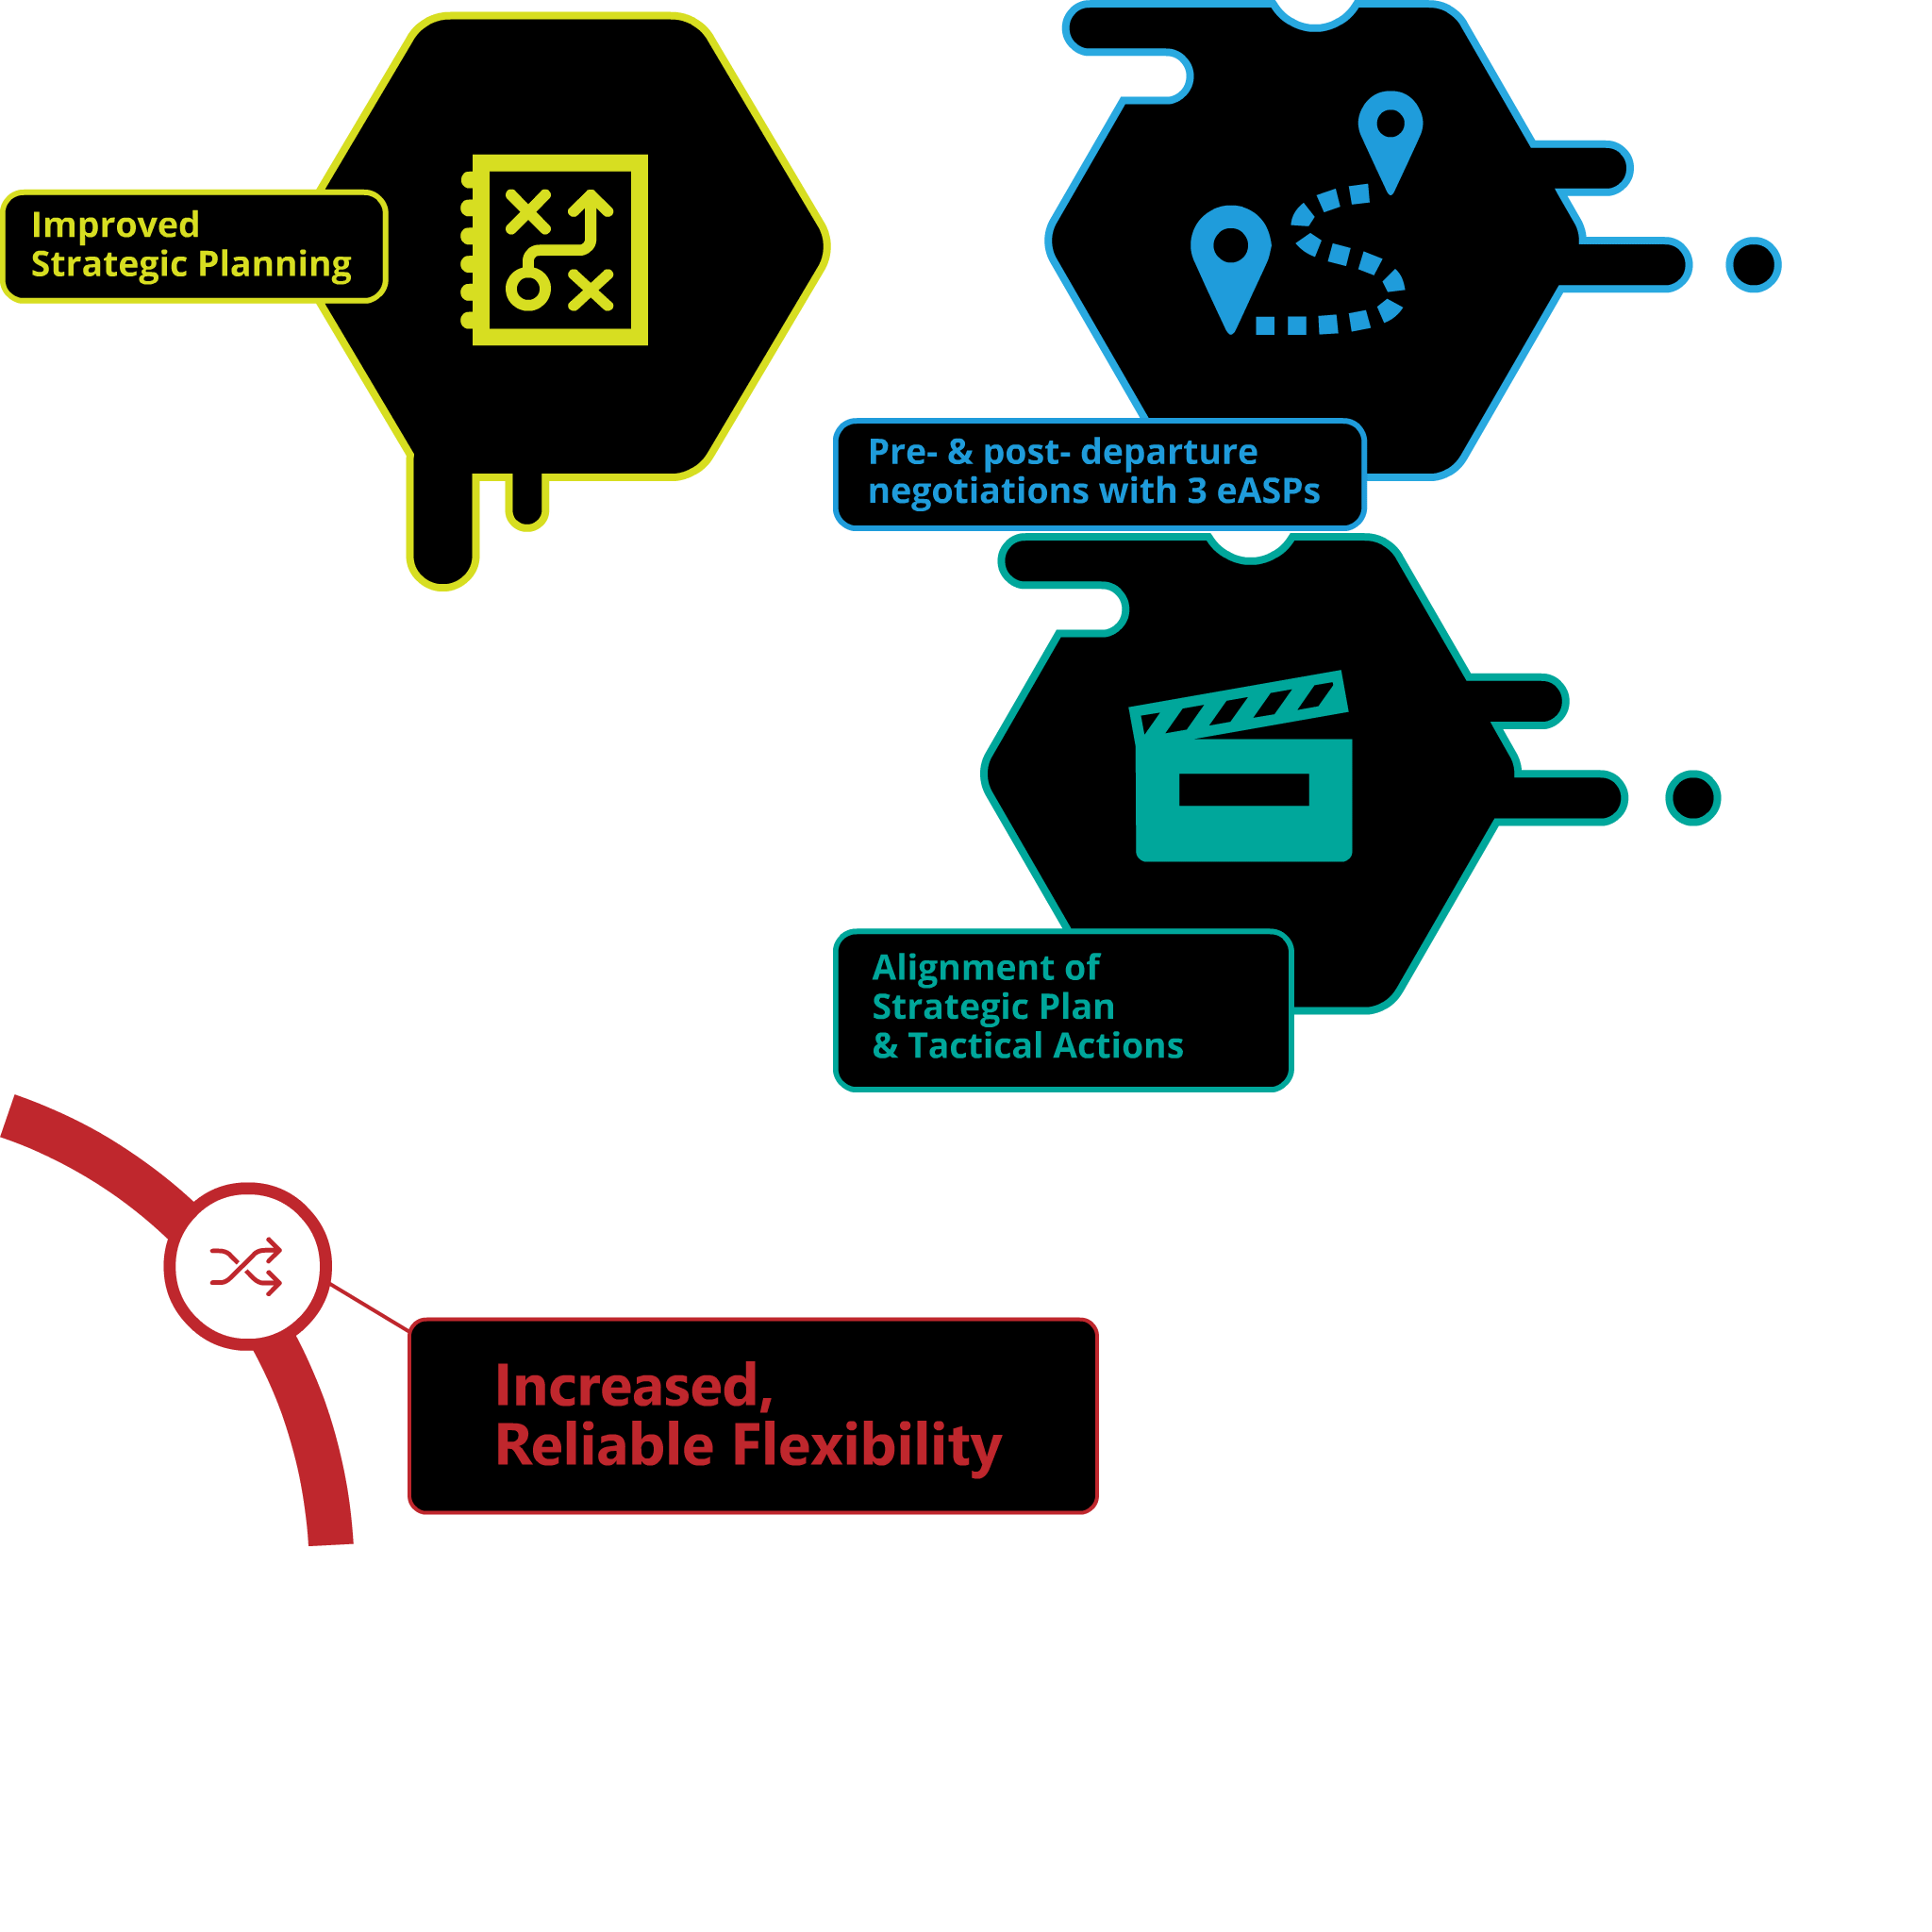 Improved
Strategic Planning
Pre- & post- departure
negotiations with 3 eASPs
Alignment of
Strategic Plan
& Tactical Actions
Increased,
Reliable Flexibility